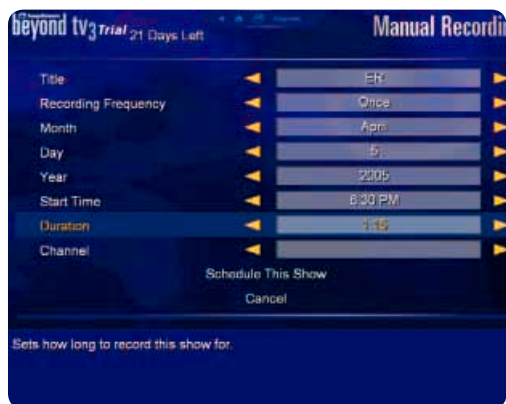 beyond tv3 Trial 21 Days Left
Manual Recordi
Title ER
Recording Frequency Once
Month April
Day 5
Year 2005
Start Time 8:30 PM
Duration 1:15
Channel
Schedule This Show
Cancel
Sets how long to record this show for.